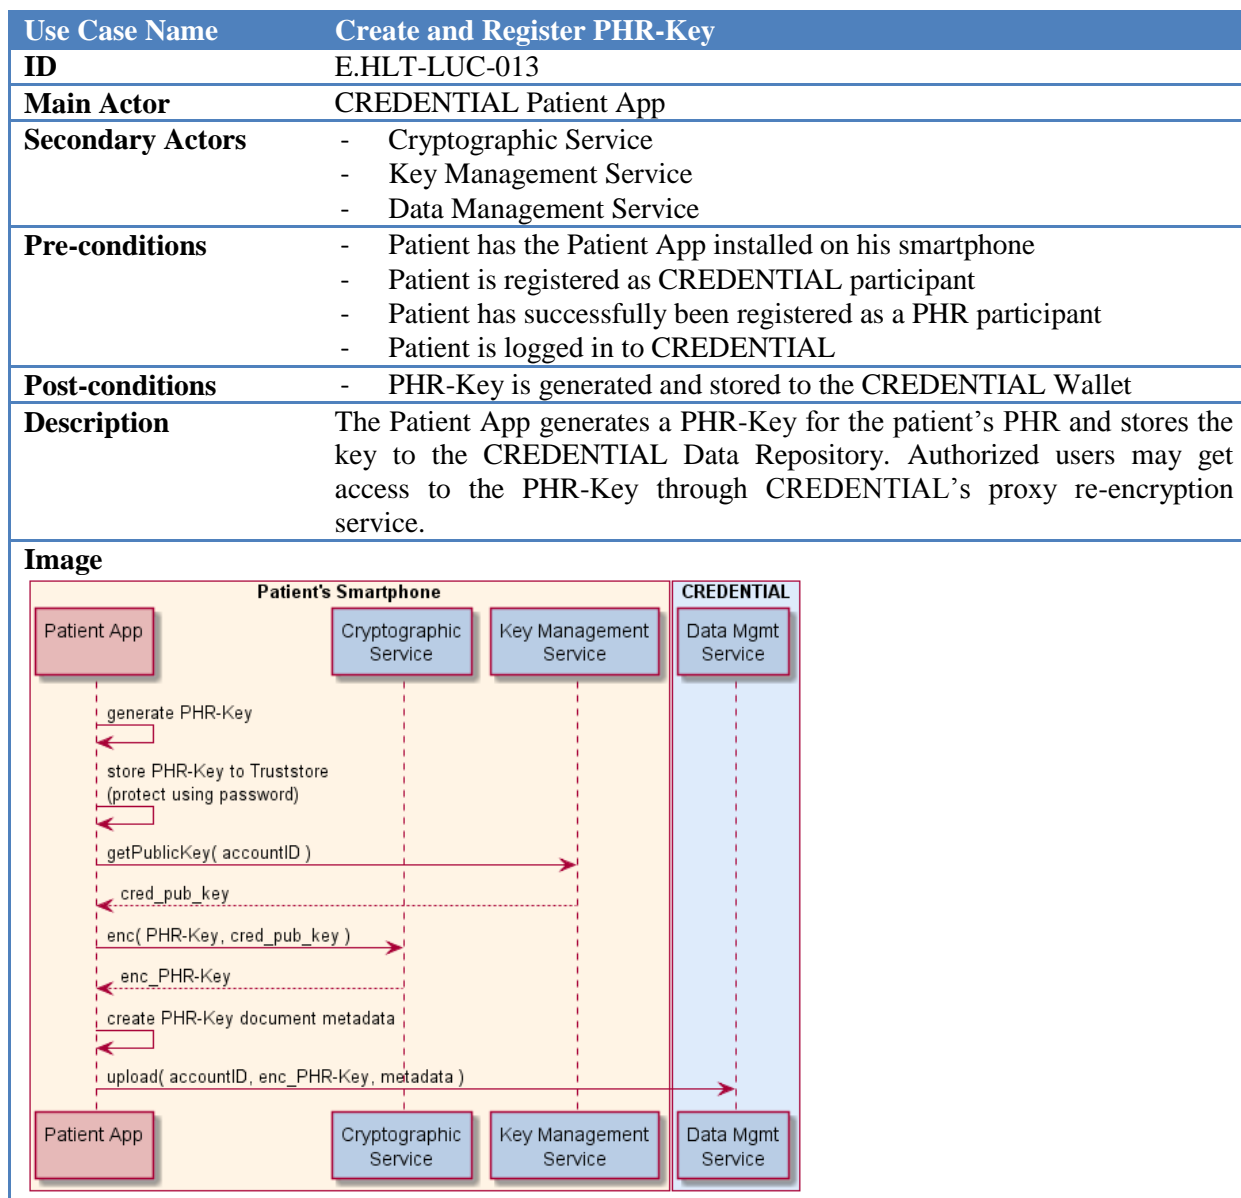 Use Case Name Create and Register PHR-Key
ID E.HLT-LUC-013
Main Actor CREDENTIAL Patient App
Secondary Actors - Cryptographic Service
- Key Management Service
- Data Management Service
Pre-conditions - Patient has the Patient App installed on his smartphone
- Patient is registered as CREDENTIAL participant
- Patient has successfully been registered as a PHR participant
- Patient is logged in to CREDENTIAL
Post-conditions - PHR-Key is generated and stored to the CREDENTIAL Wallet
Description The Patient App generates a PHR-Key for the patient’s PHR and stores the
key to the CREDENTIAL Data Repository. Authorized users may get
access to the PHR-Key through CREDENTIAL’s proxy re-encryption
service.
Image
Patient's Smartphone CREDENTIAL
Patient App Cryptographic Key Management Data Mgmt
Service Service Service
generate PHR-Key
store PHR-Key to Truststore
(protect using password)
getPublicKey( accountID )
cred_pub_key
enc( PHR-Key, cred_pub_key )
enc_PHR-Key
create PHR-Key document metadata
upload( accountID, enc_PHR-Key, metadata )
Patient App Cryptographic Key Management Data Mgmt
Service Service Service